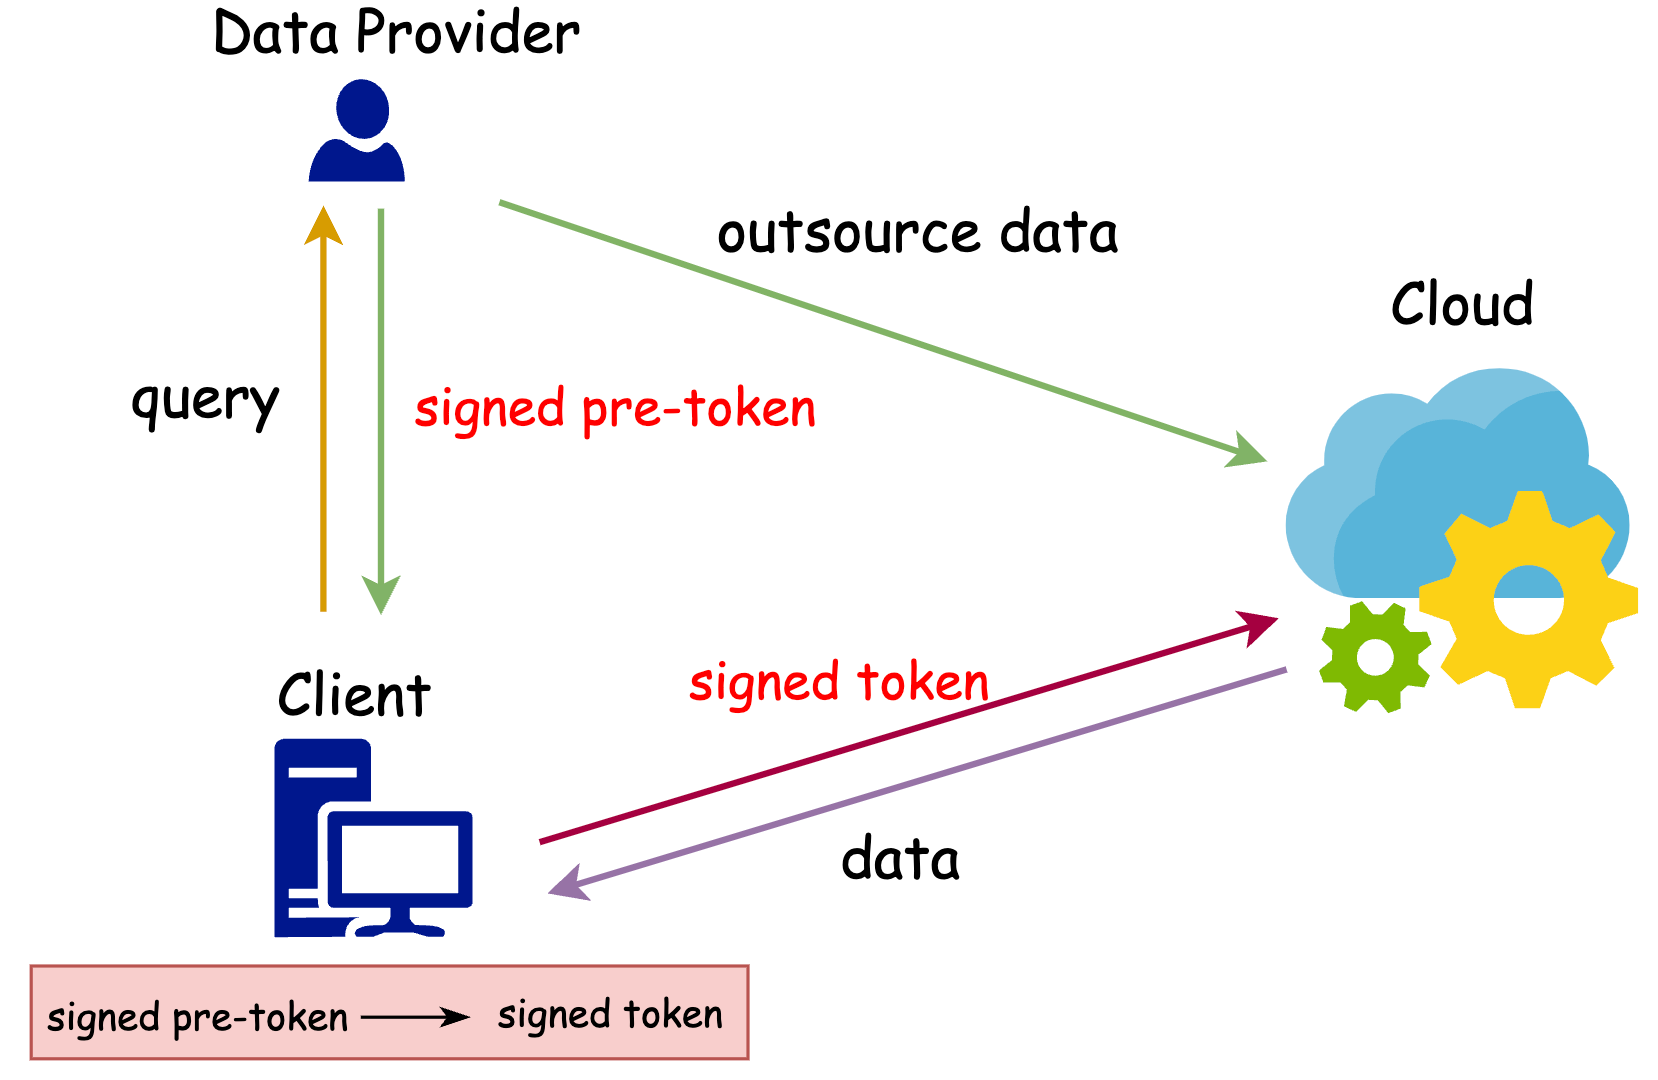 Data Provider
outsource data
Cloud
query
signed pre-token
Client
signed token
data
signed pre-token
signed token